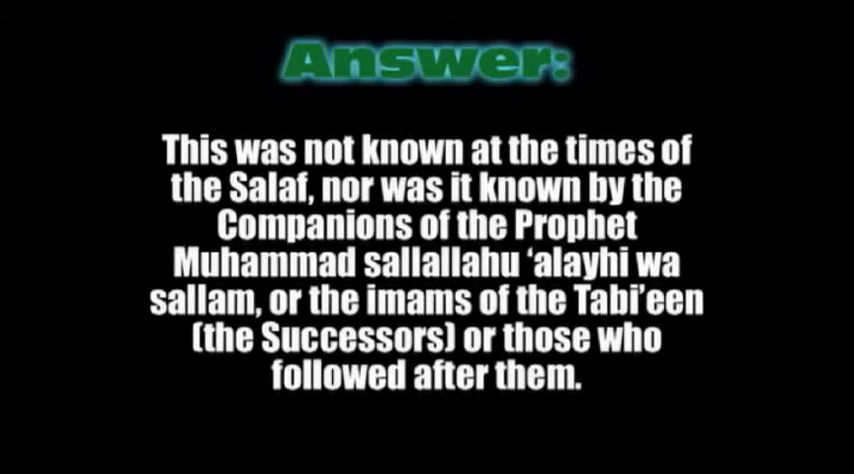 Answer:
This was not known at the times of
the Salaf, nor was it known by the
Companions of the Prophet
Muhammad sallallahu ‘alayhi wa
sallam, or the imams of the Tabi’een
(the Successors) or those who
followed after them.